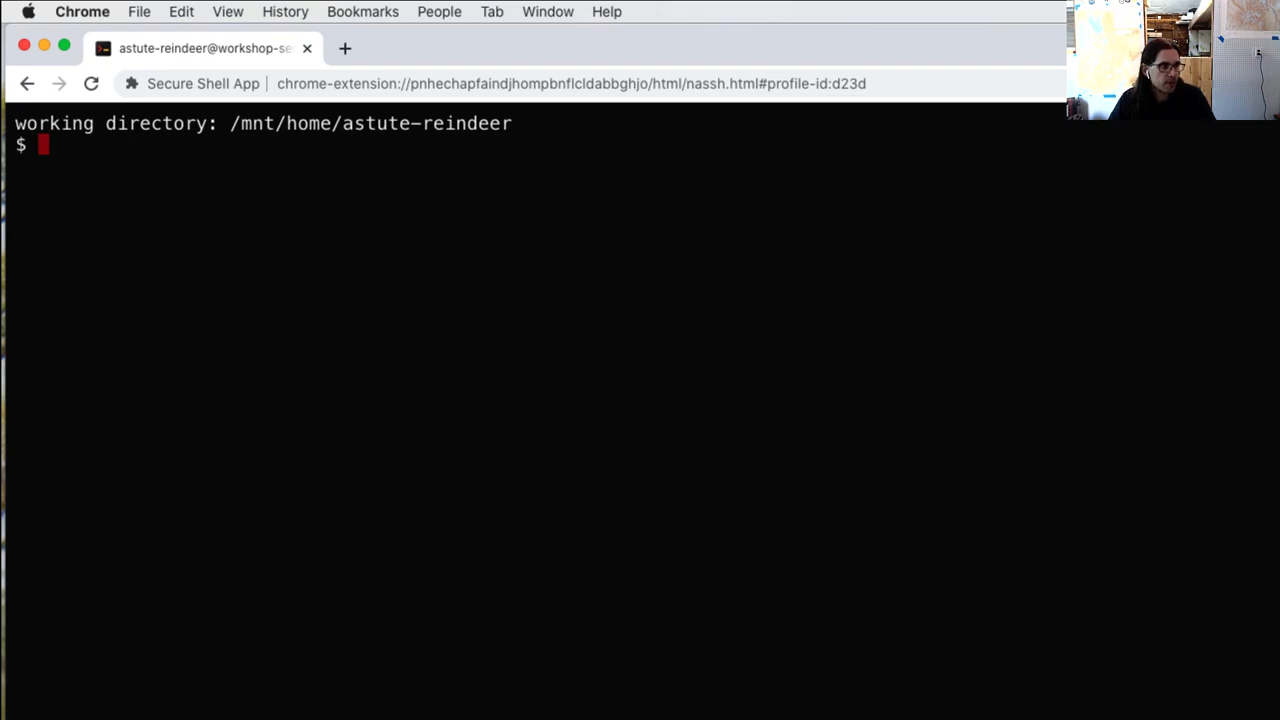 Chrome File Edit View History Bookmarks People Tab Window Help
astute-reindeer@workshop-se
Secure Shell App | chrome-extension://pnhechapfaindjhompbnflcldabbghjo/html/nassh.html#profile-id:d23d
working directory: /mnt/home/astute-reindeer
$